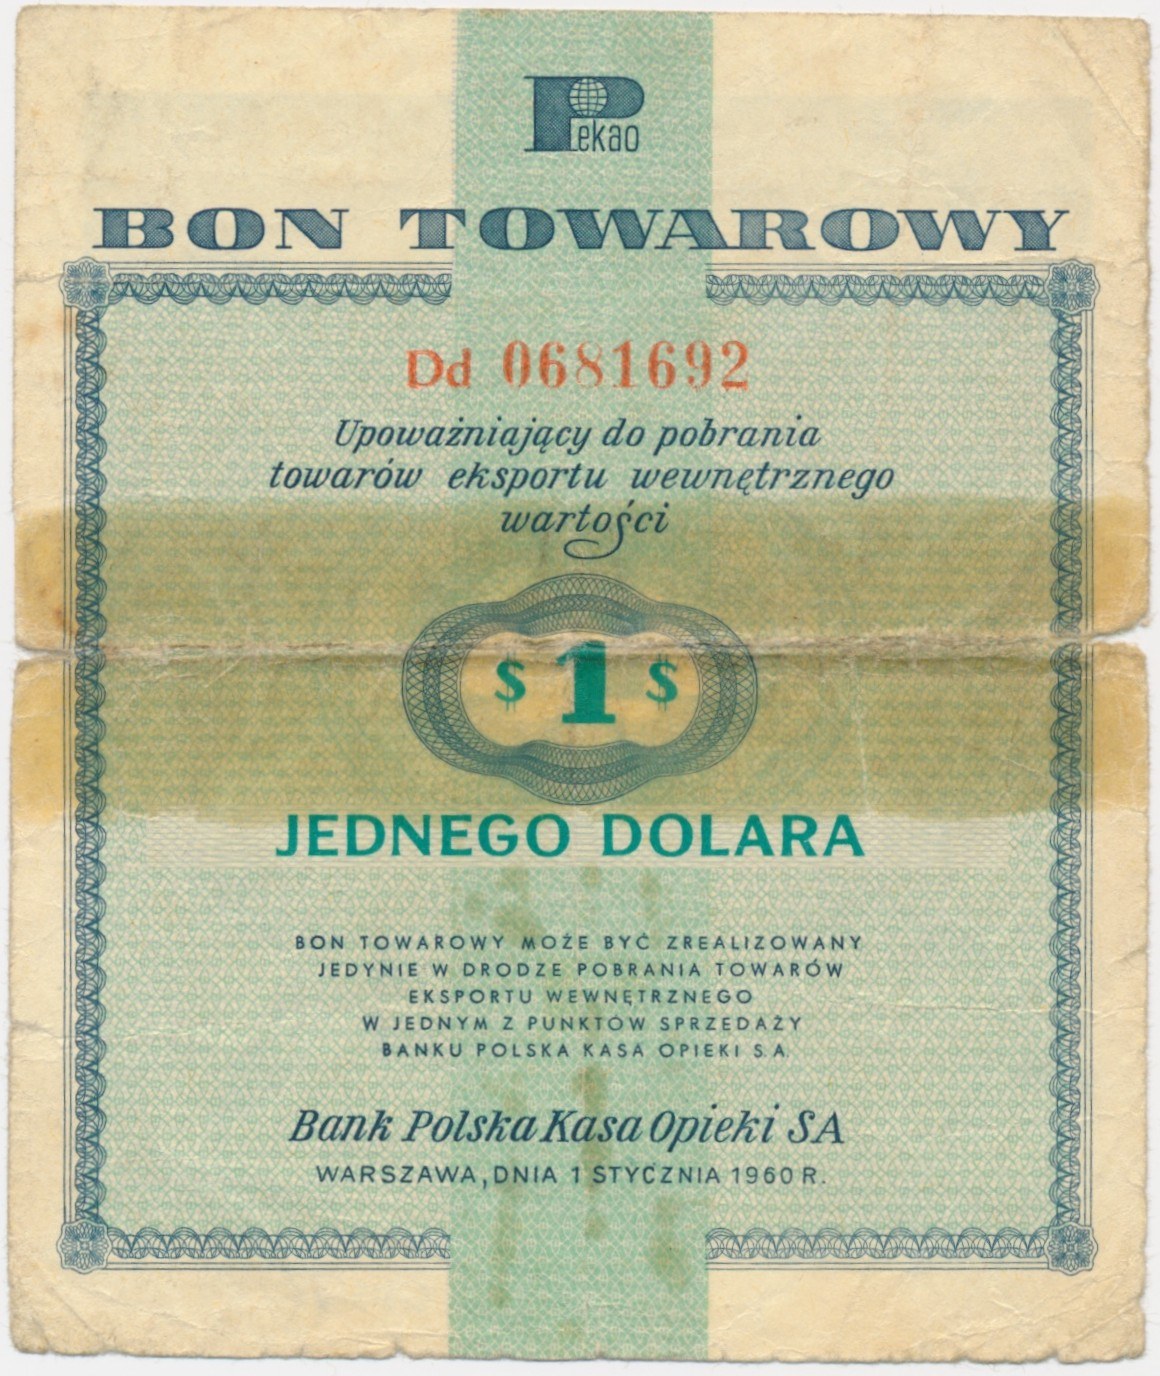 Pekao
BON TOWAROWY
Dd 0681692
Upoważniający do pobrania
towarów eksportu wewnętrznego
wartości
$ 1 $
JEDNEGO DOLARA
BON TOWAROWY MOŻE BYĆ ZREALIZOWANY
JEDYNIE W DRODZE POBRANIA TOWARÓW
EKSPORTU WEWNĘTRZNEGO
W JEDNYM Z PUNKTÓW SPRZEDAŻY
BANKU POLSKA KASA OPIEKI S.A.
Bank Polska Kasa Opieki SA
WARSZAWA, DNIA 1 STYCZNIA 1960 R.